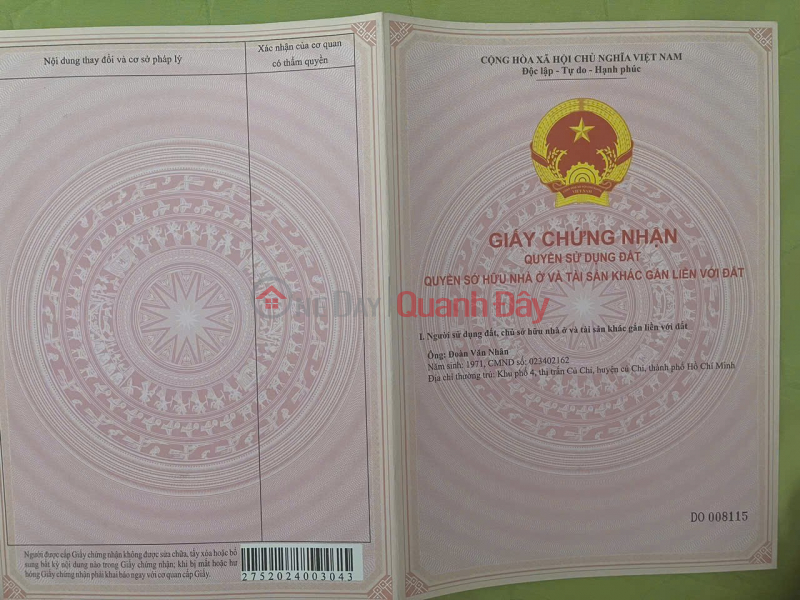 Nội dung thay đổi và cơ sở pháp lý
Xác nhận của cơ quan
có thẩm quyền
Người được cấp Giấy chứng nhận không được sửa chữa, tẩy xóa hoặc bổ
sung bất kỳ nội dung nào trong Giấy chứng nhận; khi bị mất hoặc hư
hỏng Giấy chứng nhận phải khai báo ngay với cơ quan cấp Giấy.
2752024003043
CỘNG HÒA XÃ HỘI CHỦ NGHĨA VIỆT NAM
Độc lập - Tự do - Hạnh phúc
GIẤY CHỨNG NHẬN
QUYỀN SỬ DỤNG ĐẤT
QUYỀN SỞ HỮU NHÀ Ở VÀ TÀI SẢN KHÁC GẮN LIỀN VỚI ĐẤT
Quanh Đây
I. Người sử dụng đất, chủ sở hữu nhà ở và tài sản khác gắn liền với đất
Ông: Đoàn Văn Nhân
Năm sinh: 1971, CMND số: 023402162
Địa chỉ thường trú: Khu phố 4, thị trấn Củ Chi, huyện củ Chi, thành phố Hồ Chí Minh
DO 008115